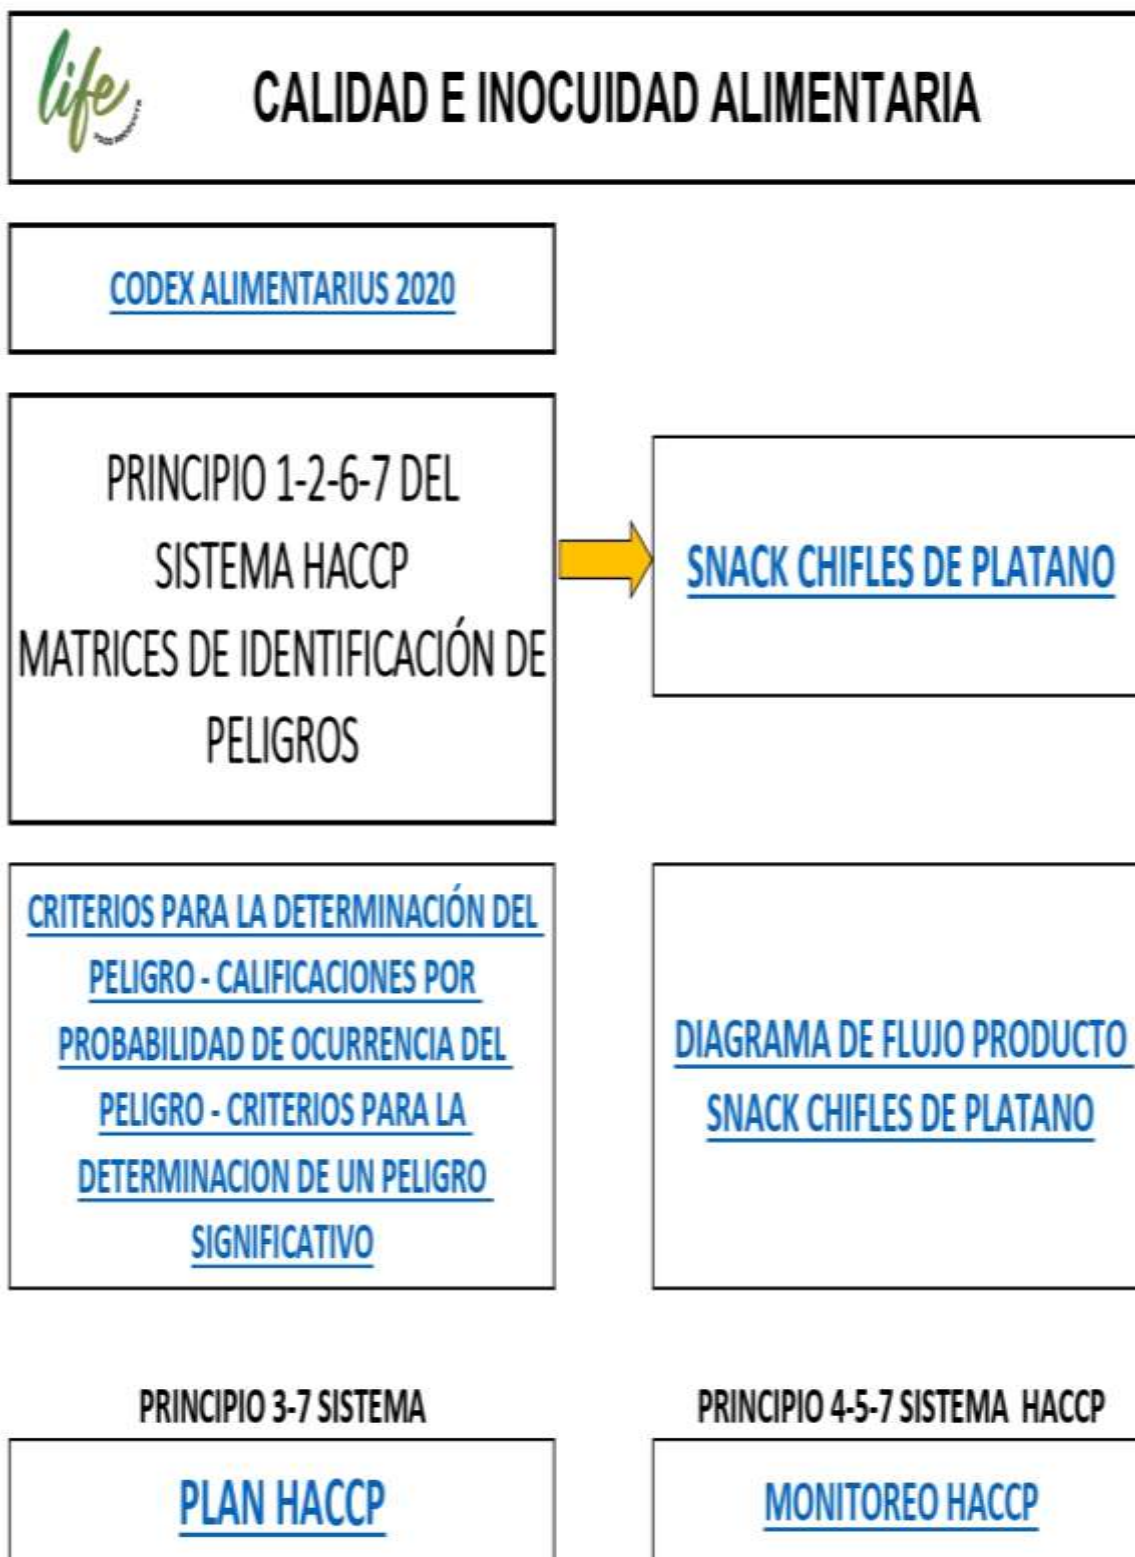 life
CALIDAD E INOCUIDAD ALIMENTARIA
CODEX ALIMENTARIUS 2020
PRINCIPIO 1-2-6-7 DEL
SISTEMA HACCP
MATRICES DE IDENTIFICACIÓN DE
PELIGROS
SNACK CHIFLES DE PLATANO
CRITERIOS PARA LA DETERMINACIÓN DEL
PELIGRO - CALIFICACIONES POR
PROBABILIDAD DE OCURRENCIA DEL
PELIGRO - CRITERIOS PARA LA
DETERMINACION DE UN PELIGRO
SIGNIFICATIVO
DIAGRAMA DE FLUJO PRODUCTO
SNACK CHIFLES DE PLATANO
PRINCIPIO 3-7 SISTEMA
PLAN HACCP
PRINCIPIO 4-5-7 SISTEMA HACCP
MONITOREO HACCP